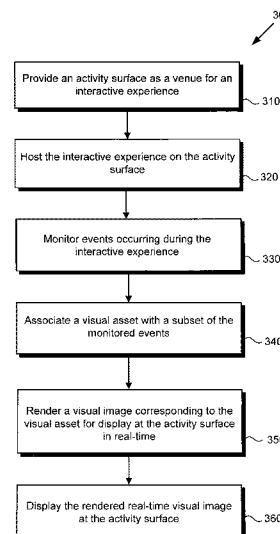 Provide an activity surface as a venue for an
interactive experience
310
Host the interactive experience on the activity
surface
320
Monitor events occurring during the
interactive experience
330
Associate a visual asset with a subset of the
monitored events
340
Render a visual image corresponding to the
visual asset for display at the activity surface
in real-time
350
Display the rendered real-time visual image
at the activity surface
360